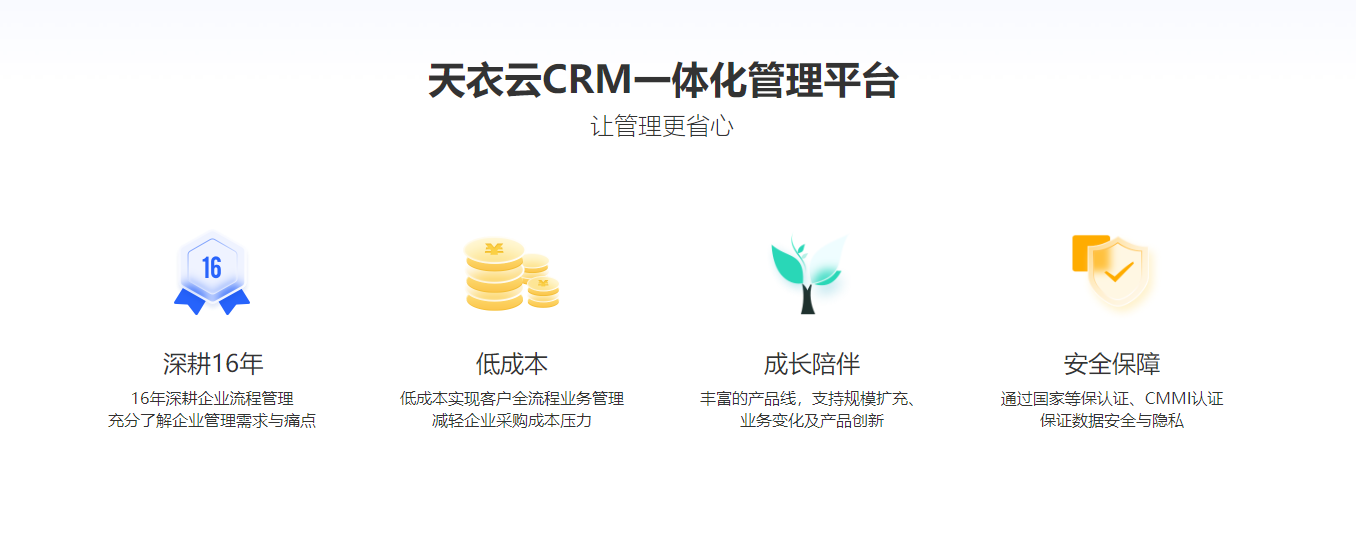 天衣云CRM一体化管理平台
让管理更省心
16
深耕16年
16年深耕企业流程管理
充分了解企业管理需求与痛点
¥
¥
低成本
低成本实现客户全流程业务管理
减轻企业采购成本压力
成长陪伴
丰富的产品线，支持规模扩充、
业务变化及产品创新
安全保障
通过国家等保认证、CMMI认证
保证数据安全与隐私